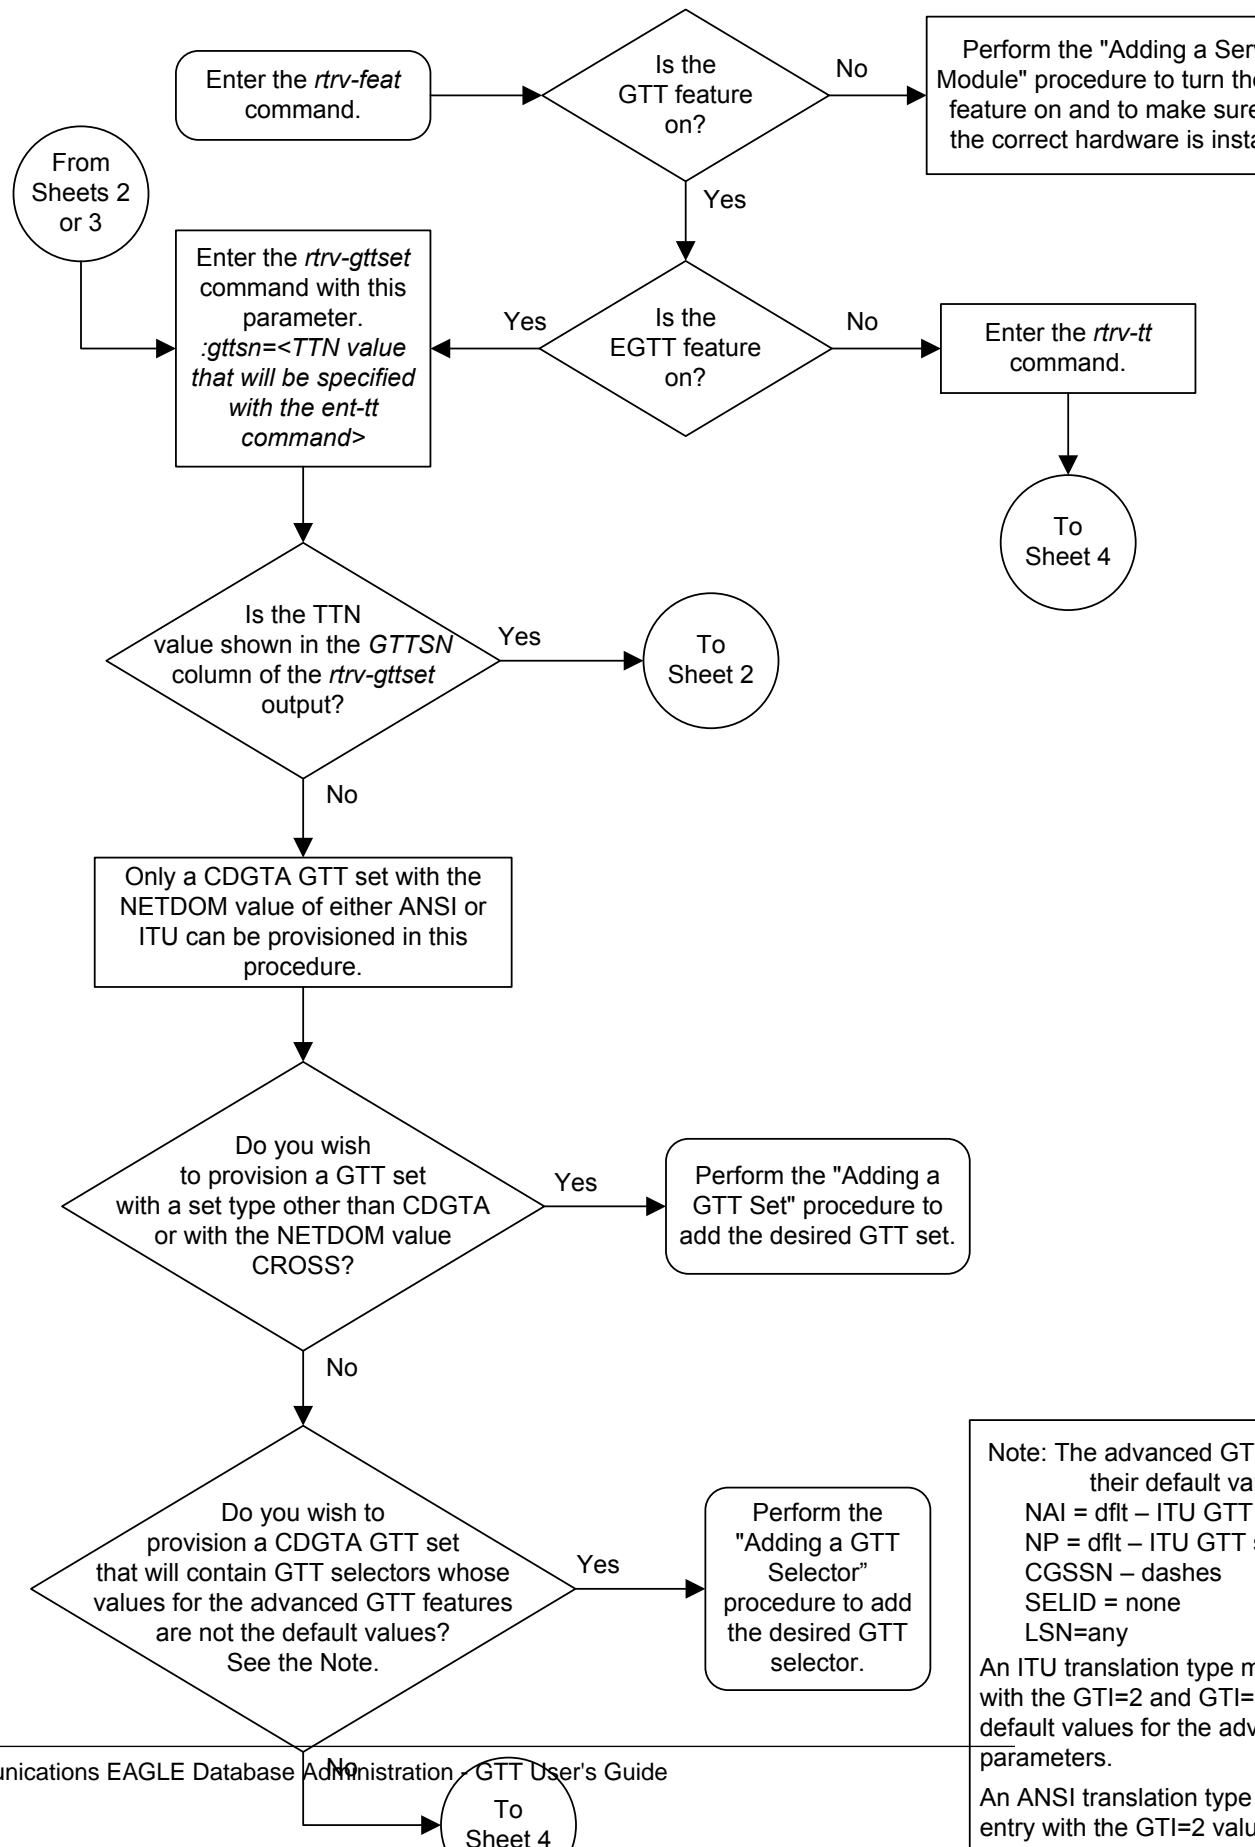 Enter the rtrv-feat
command.
Is the
GTT feature
on?
No
Perform the "Adding a
Module" procedure to turn
feature on and to make sure
the correct hardware is
Yes
From
Sheets 2
or 3
Enter the rtrv-gttset
command with this
parameter.
:gttsn=<TTN value
that will be specified
with the ent-tt
command>
Yes
Is the
EGTT feature
on?
No
Enter the rtrv-tt
command.
To
Sheet 4
Is the TTN
value shown in the GTTSN
column of the rtrv-gttset
output?
Yes
To
Sheet 2
No
Only a CDGTA GTT set with the
NETDOM value of either ANSI or
ITU can be provisioned in this
procedure.
Do you wish
to provision a GTT set
with a set type other than CDGTA
or with the NETDOM value
CROSS?
Yes
Perform the "Adding a
GTT Set" procedure to
add the desired GTT set.
No
Do you wish to
provision a CDGTA GTT set
that will contain GTT selectors whose
values for the advanced GTT features
are not the default values?
See the Note.
Yes
Perform the
"Adding a GTT
Selector”
procedure to add
the desired GTT
selector.
Note: The advanced
their default
NAI = dflt – ITU GTT
NP = dflt – ITU GTT
CGSSN – dashes
SELID = none
LSN=any
An ITU translation type
with the GTI=2 and
default values for the
parameters.
An ANSI translation type
entry with the GTI=2
No
EAGLE Database Administration - GTT User's Guide
To
Sheet 4